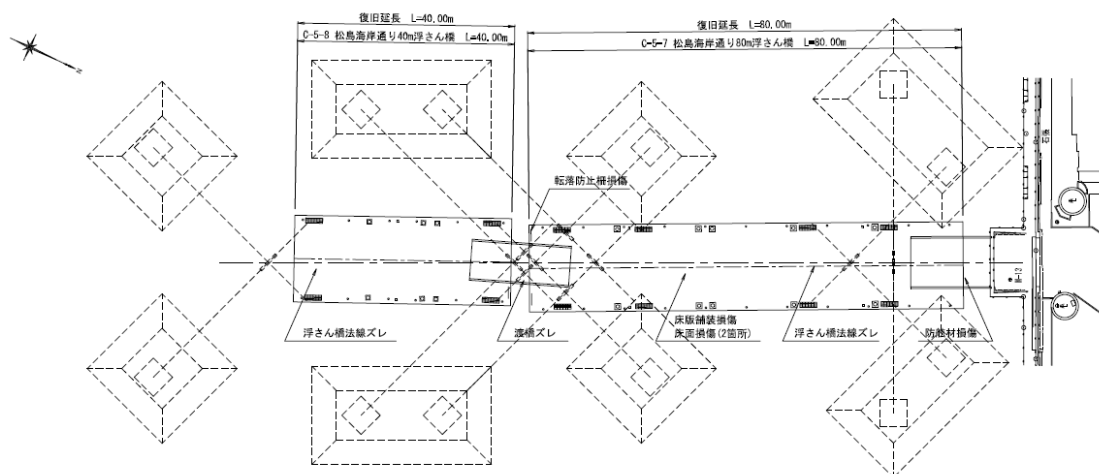 復旧延長 L=40.00m
C-5-8 松島海岸通り40m浮さん橋 L=40.00m
復旧延長 L=80.00m
C-5-7 松島海岸通り80m浮さん橋 L=80.00m
転落防止柵損傷
浮さん橋法線ズレ
渡橋ズレ
床版舗装損傷
床面損傷(2箇所)
浮さん橋法線ズレ
防舷材損傷
M-13